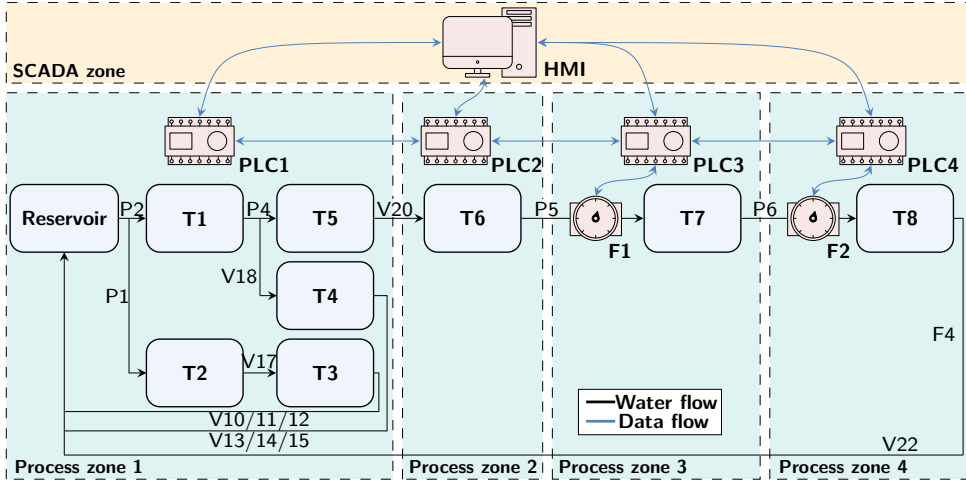 SCADA zone
HMI
PLC1
PLC2
PLC3
PLC4
Reservoir
P2
T1
P4
T5
V20
T6
P5
F1
T7
P6
F2
T8
V18
T4
P1
T2
V17
T3
F4
V10/11/12
V13/14/15
Water flow
Data flow
V22
Process zone 1
Process zone 2
Process zone 3
Process zone 4